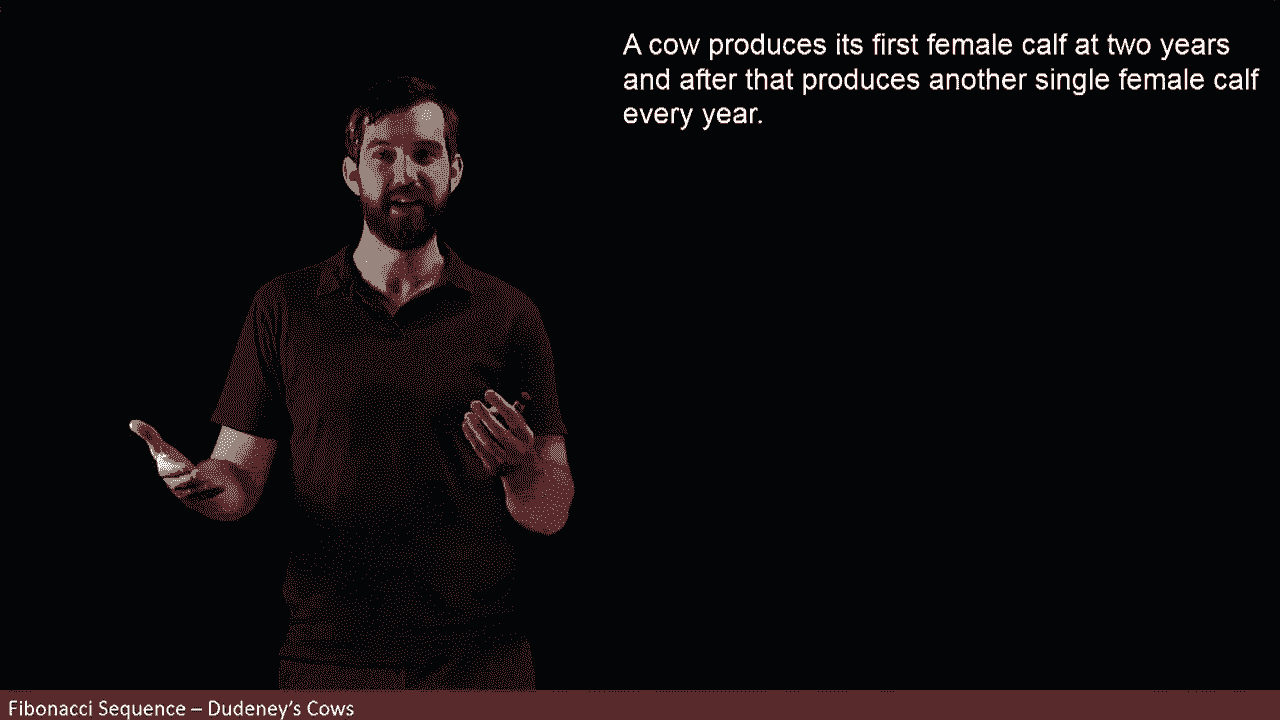 A cow produces its first female calf at two years
and after that produces another single female calf
every year.
Fibonacci Sequence – Dudeney's Cows